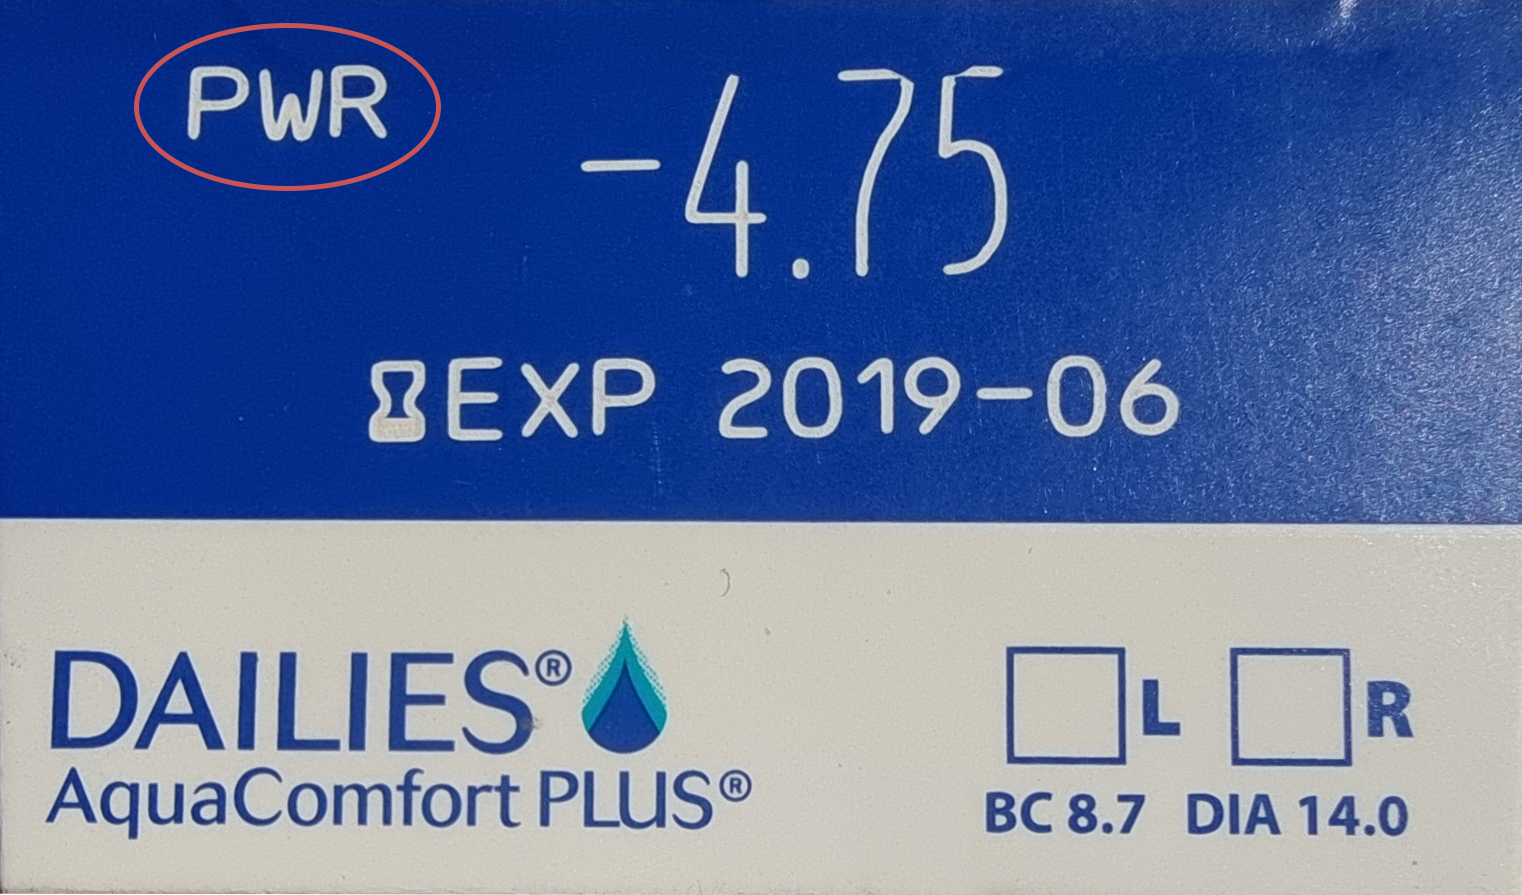 PWR -4.75
EXP 2019-06
DAILIES®
AquaComfort PLUS®
L R
BC 8.7 DIA 14.0